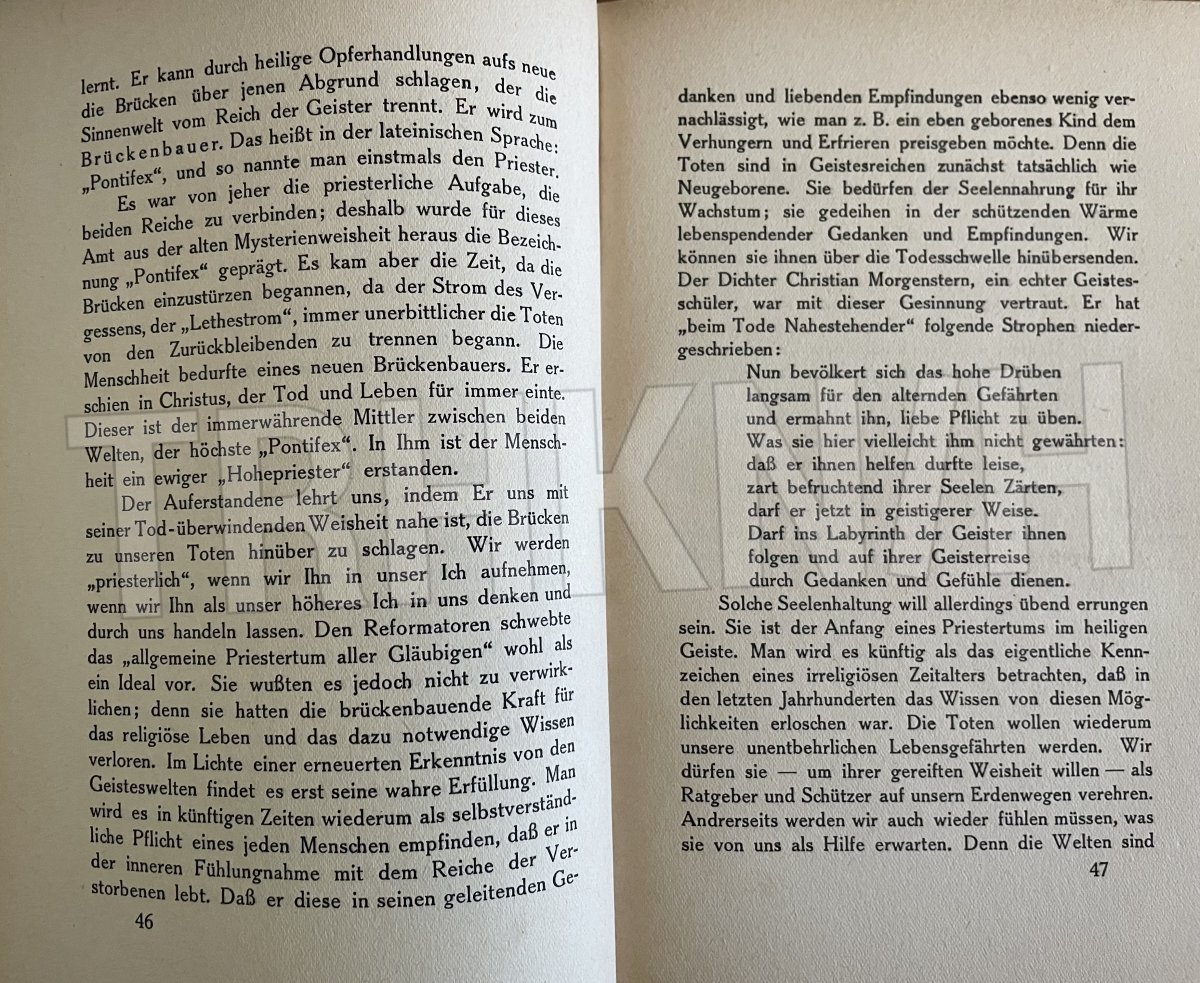 lernt. Er kann durch heilige Opferhandlungen aufs neue
die Brücken über jenen Abgrund schlagen, der die
Sinnenwelt vom Reich der Geister trennt. Er wird zum
Brückenbauer. Das heißt in der lateinischen Sprache:
„Pontifex“, und so nannte man einstmals den Priester.
Es war von jeher die priesterliche Aufgabe, die
beiden Reiche zu verbinden; deshalb wurde für dieses
Amt aus der alten Mysterienweisheit heraus die Bezeich-
nung „Pontifex“ geprägt. Es kam aber die Zeit, da die
Brücken einzustürzen begannen, da der Strom des Ver-
gessens, der „Lethestrom“, immer unerbittlicher die Toten
von den Zurückbleibenden zu trennen begann. Die
Menschheit bedurfte eines neuen Brückenbauers. Er er-
schien in Christus, der Tod und Leben für immer einte.
Dieser ist der immerwährende Mittler zwischen beiden
Welten, der höchste „Pontifex“. In Ihm ist der Mensch-
heit ein ewiger „Hohepriester“ erstanden.
Der Auferstandene lehrt uns, indem Er uns mit
seiner Tod-überwindenden Weisheit nahe ist, die Brücken
zu unseren Toten hinüber zu schlagen. Wir werden
„priesterlich“, wenn wir Ihn in unser Ich aufnehmen,
wenn wir Ihn als unser höheres Ich in uns denken und
durch uns handeln lassen. Den Reformatoren schwebte
das „allgemeine Priestertum aller Gläubigen“ wohl als
ein Ideal vor. Sie wußten es jedoch nicht zu verwirk-
lichen; denn sie hatten die brückenbauende Kraft für
das religiöse Leben und das dazu notwendige Wissen
verloren. Im Lichte einer erneuerten Erkenntnis von den
Geisteswelten findet es erst seine wahre Erfüllung. Man
wird es in künftigen Zeiten wiederum als selbstverständ-
liche Pflicht eines jeden Menschen empfinden, daß er in
der inneren Fühlungnahme mit dem Reiche der Ver-
storbenen lebt. Daß er diese in seinen geleitenden Ge-
46
danken und liebenden Empfindungen ebenso wenig ver-
nachlässigt, wie man z. B. ein eben geborenes Kind dem
Verhungern und Erfrieren preisgeben möchte. Denn die
Toten sind in Geistesreichen zunächst tatsächlich wie
Neugeborene. Sie bedürfen der Seelennahrung für ihr
Wachstum; sie gedeihen in der schützenden Wärme
lebenspendender Gedanken und Empfindungen. Wir
können sie ihnen über die Todesschwelle hinübersenden.
Der Dichter Christian Morgenstern, ein echter Geistes-
schüler, war mit dieser Gesinnung vertraut. Er hat
„beim Tode Nahestehender“ folgende Strophen nieder-
geschrieben:
Nun bevölkert sich das hohe Drüben
langsam für den alternden Gefährten
und ermahnt ihn, liebe Pflicht zu üben.
Was sie hier vielleicht ihm nicht gewährten:
daß er ihnen helfen durfte leise,
zart befruchtend ihrer Seelen Zärten,
darf er jetzt in geistigerer Weise.
Darf ins Labyrinth der Geister ihnen
folgen und auf ihrer Geisterreise
durch Gedanken und Gefühle dienen.
Solche Seelenhaltung will allerdings übend errungen
sein. Sie ist der Anfang eines Priestertums im heiligen
Geiste. Man wird es künftig als das eigentliche Kenn-
zeichen eines irreligiösen Zeitalters betrachten, daß in
den letzten Jahrhunderten das Wissen von diesen Mög-
lichkeiten erloschen war. Die Toten wollen wiederum
unsere unentbehrlichen Lebensgefährten werden. Wir
dürfen sie — um ihrer gereiften Weisheit willen — als
Ratgeber und Schützer auf unsern Erdenwegen verehren.
Andrerseits werden wir auch wieder fühlen müssen, was
sie von uns als Hilfe erwarten. Denn die Welten sind
47